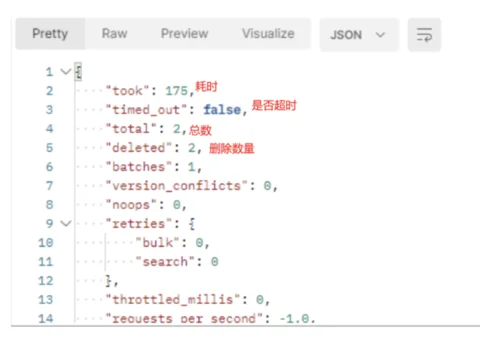 Pretty Raw Preview Visualize JSON
1 {
2 "took": 175,耗时
3 "timed_out": false,是否超时
4 "total": 2,总数
5 "deleted": 2, 删除数量
6 "batches": 1,
7 "version_conflicts": 0,
8 "noops": 0,
9 "retries": {
10 "bulk": 0,
11 "search": 0
12 },
13 "throttled_millis": 0,
14 "requests_per_second": -1.0,